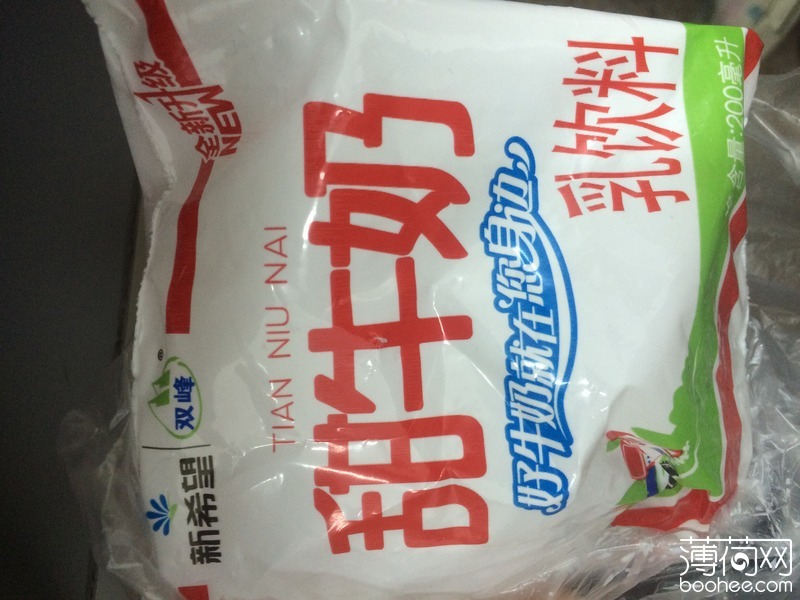 新希望
双峰
®
全新升级
NEW
TIAN NIU NAI
甜牛奶
好牛奶就在你身边
乳饮料
含量:200毫升
薄荷网
boohee.com